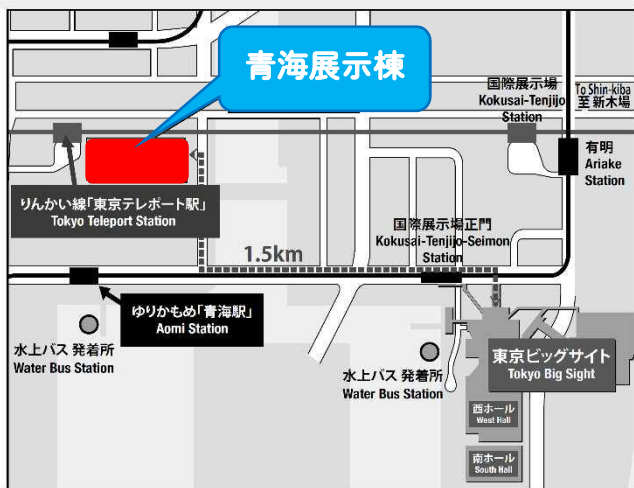 青海展示棟
国際展示場
Kokusai-Tenjijo
Station
To Shin-kiba
至 新木場
有明
Ariake
Station
りんかい線「東京テレポート駅」
Tokyo Teleport Station
国際展示場正門
Kokusai-Tenjijo-Seimon
Station
1.5km
ゆりかもめ「青海駅」
Aomi Station
水上バス 発着所
Water Bus Station
水上バス 発着所
Water Bus Station
東京ビッグサイト
Tokyo Big Sight
西ホール
West Hall
南ホール
South Hall